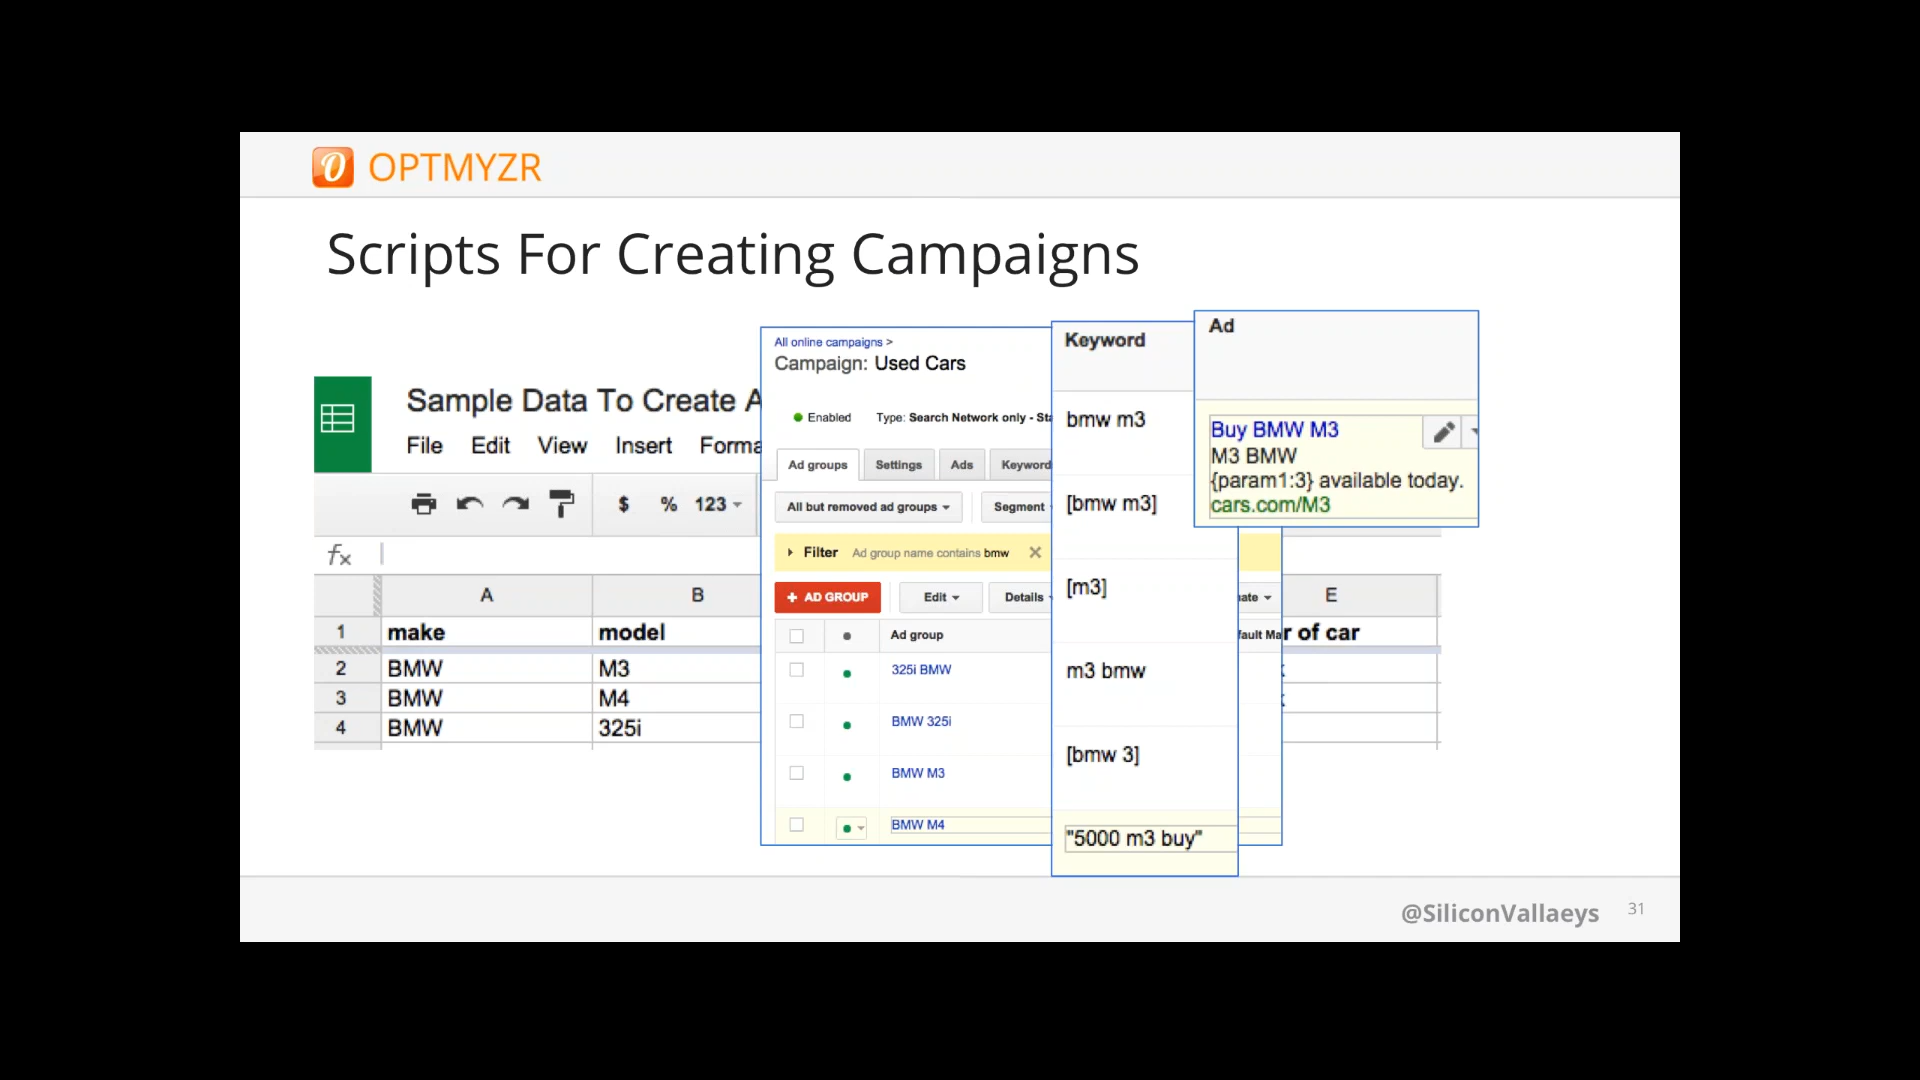 OPTMYZR
Scripts For Creating Campaigns
Sample Data To Create A
File Edit View Insert Forma
$ % 123
fx
A B E
1 make model r of car
2 BMW M3
3 BMW M4
4 BMW 325i
All online campaigns >
Campaign: Used Cars
Enabled Type: Search Network only - Sta
Ad groups Settings Ads Keyword
All but removed ad groups Segment
Filter Ad group name contains bmw
+ AD GROUP Edit Details ate
Ad group fault Ma
325i BMW
BMW 325i
BMW M3
BMW M4
Keyword
bmw m3
[bmw m3]
[m3]
m3 bmw
[bmw 3]
"5000 m3 buy"
Ad
Buy BMW M3
M3 BMW
{param1:3} available today.
cars.com/M3
@SiliconVallaeys 31